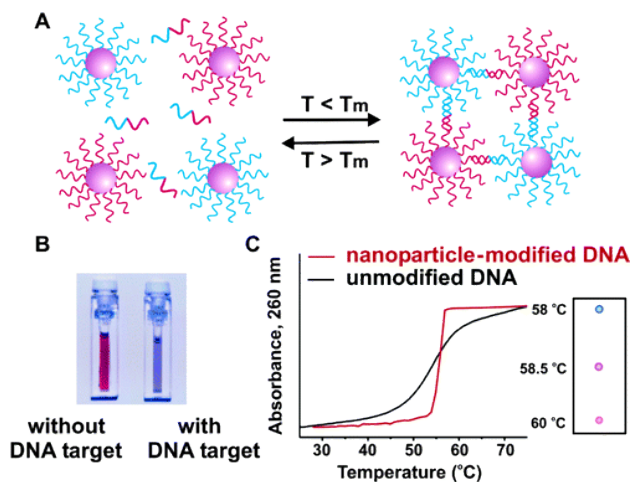 A
T < Tm
T > Tm
B
without
DNA target
with
DNA target
C
nanoparticle-modified DNA
unmodified DNA
Absorbance, 260 nm
30
40
50
60
70
Temperature (°C)
58 °C
58.5 °C
60 °C